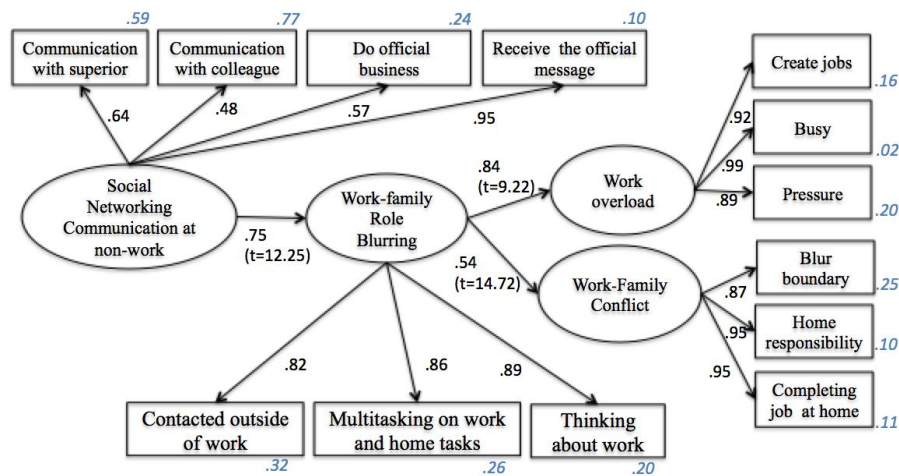 .59
.77
.24
.10
Communication
with superior
Communication
with colleague
Do official
business
Receive the official
message
.64
.48
.57
.95
Create jobs
.16
Busy
.02
Pressure
.20
.92
.99
.89
Social
Networking
Communication at
non-work
.75
(t=12.25)
Work-family
Role
Blurring
.84
(t=9.22)
Work
overload
.54
(t=14.72)
Work-Family
Conflict
Blur
boundary
.25
Home
responsibility
.10
Completing
job at home
.11
.87
.95
.95
.82
.86
.89
Contacted outside
of work
.32
Multitasking on work
and home tasks
.26
Thinking
about work
.20